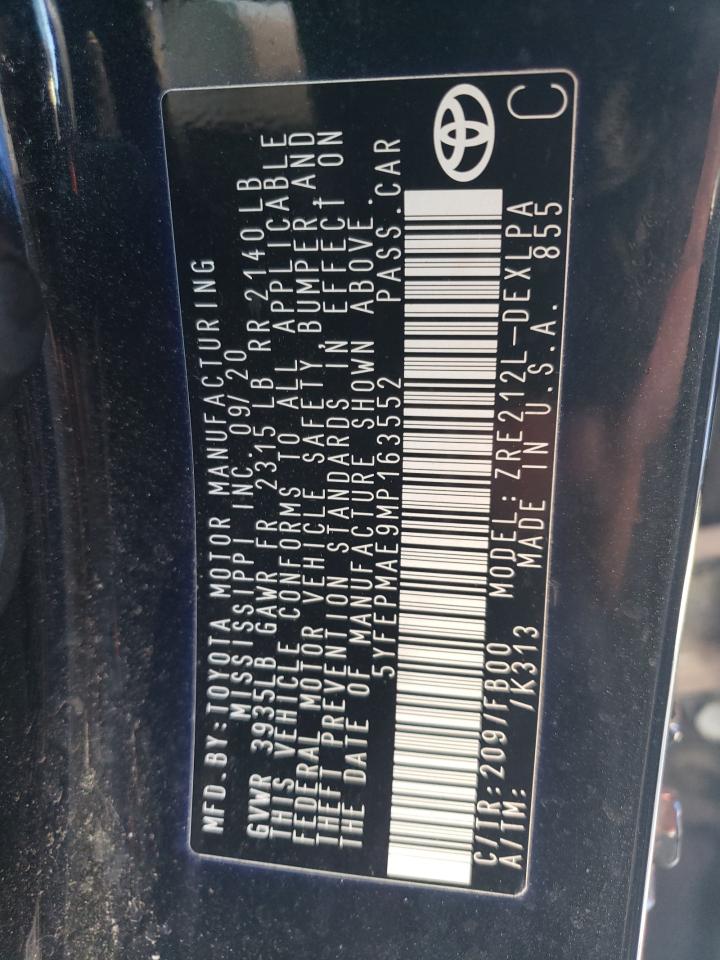 MFD.BY:TOYOTA MOTOR MANUFACTURING
MISSISSIPPI INC. 09/20
GVWR 3935LB GAWR FR 2315 LB RR 2140LB
THIS VEHICLE CONFORMS TO ALL APPLICABLE
FEDERAL MOTOR VEHICLE SAFETY, BUMPER, AND
THEFT PREVENTION STANDARDS IN EFFECT ON
THE DATE OF MANUFACTURE SHOWN ABOVE.
5YFEPMAE9MP163552 PASS.CAR
C/TR:209/FB00 MODEL:ZRE212L-DEXLPA
A/TM: /K313 MADE IN U.S.A. 855
C